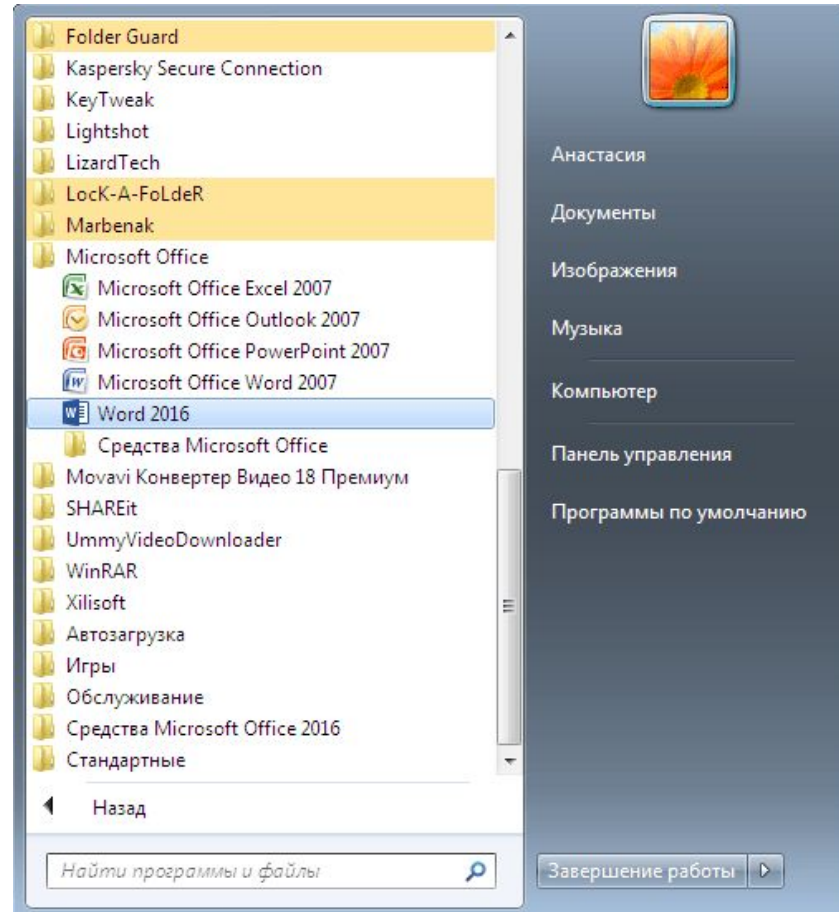 Folder Guard
Kaspersky Secure Connection
KeyTweak
Lightshot
LizardTech
LocK-A-FoLdeR
Marbenak
Microsoft Office
Microsoft Office Excel 2007
Microsoft Office Outlook 2007
Microsoft Office PowerPoint 2007
Microsoft Office Word 2007
Word 2016
Средства Microsoft Office
Movavi Конвертер Видео 18 Премиум
SHAREit
UmmyVideoDownloader
WinRAR
Xilisoft
Автозагрузка
Игры
Обслуживание
Средства Microsoft Office 2016
Стандартные
Назад
Найти программы и файлы
Анастасия
Документы
Изображения
Музыка
Компьютер
Панель управления
Программы по умолчанию
Завершение работы